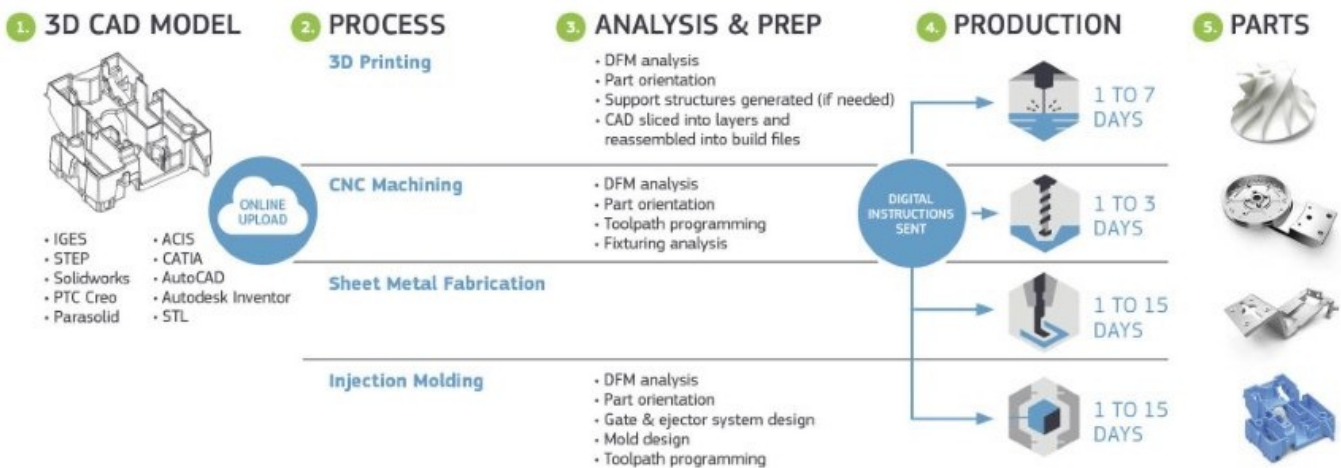 1. 3D CAD MODEL
• IGES
• STEP
• Solidworks
• PTC Creo
• Parasolid
• ACIS
• CATIA
• AutoCAD
• Autodesk Inventor
• STL
ONLINE
UPLOAD
2. PROCESS
3D Printing
CNC Machining
Sheet Metal Fabrication
Injection Molding
3. ANALYSIS & PREP
• DFM analysis
• Part orientation
• Support structures generated (if needed)
• CAD sliced into layers and
reassembled into build files
• DFM analysis
• Part orientation
• Toolpath programming
• Fixturing analysis
• DFM analysis
• Part orientation
• Gate & ejector system design
• Mold design
• Toolpath programming
DIGITAL
INSTRUCTIONS
SENT
4. PRODUCTION
1 TO 7
DAYS
1 TO 3
DAYS
1 TO 15
DAYS
1 TO 15
DAYS
5. PARTS